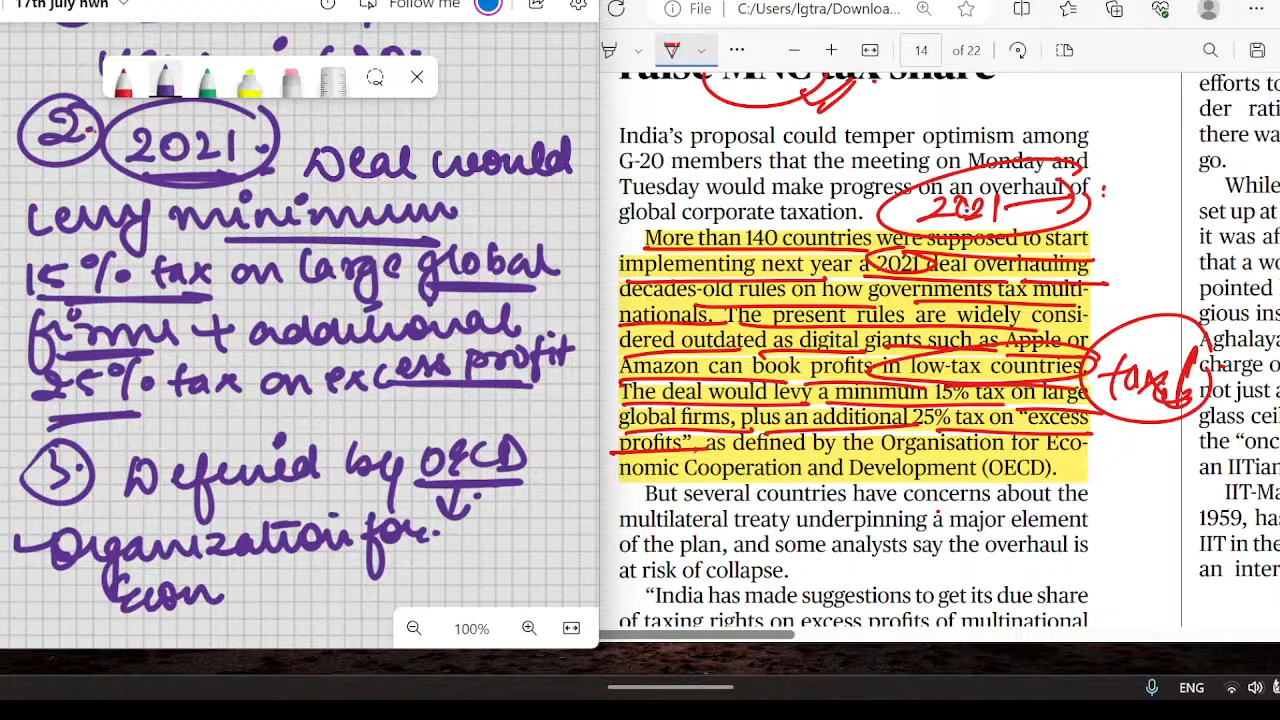 17th July nwn
Follow me
2. 2021. Deal would
levy minimum
15% tax on large global
firms + additional
25% tax on excess profit
3. Defined by OECD
Organization for
Econ
100%
File
C:/Users/lgtra/Downloa...
14 of 22
raise MNC tax share
India's proposal could temper optimism among
G-20 members that the meeting on Monday and
Tuesday would make progress on an overhaul of
global corporate taxation.
2021
More than 140 countries were supposed to start
implementing next year a 2021 deal overhauling
decades-old rules on how governments tax multi-
nationals. The present rules are widely consi-
dered outdated as digital giants such as Apple or
Amazon can book profits in low-tax countries.
The deal would levy a minimum 15% tax on large
global firms, plus an additional 25% tax on “excess
profits”, as defined by the Organisation for Eco-
nomic Cooperation and Development (OECD).
tax
But several countries have concerns about the
multilateral treaty underpinning a major element
of the plan, and some analysts say the overhaul is
at risk of collapse.
“India has made suggestions to get its due share
of taxing rights on excess profits of multinational
efforts to
der rati
there wa
go.
While
set up at
it was af
that a wo
pointed
gious ins
Aghalaya
charge o
not just a
glass ceil
the “onc
an IITian
IIT-Ma
1959, has
IIT in the
an inter
ENG